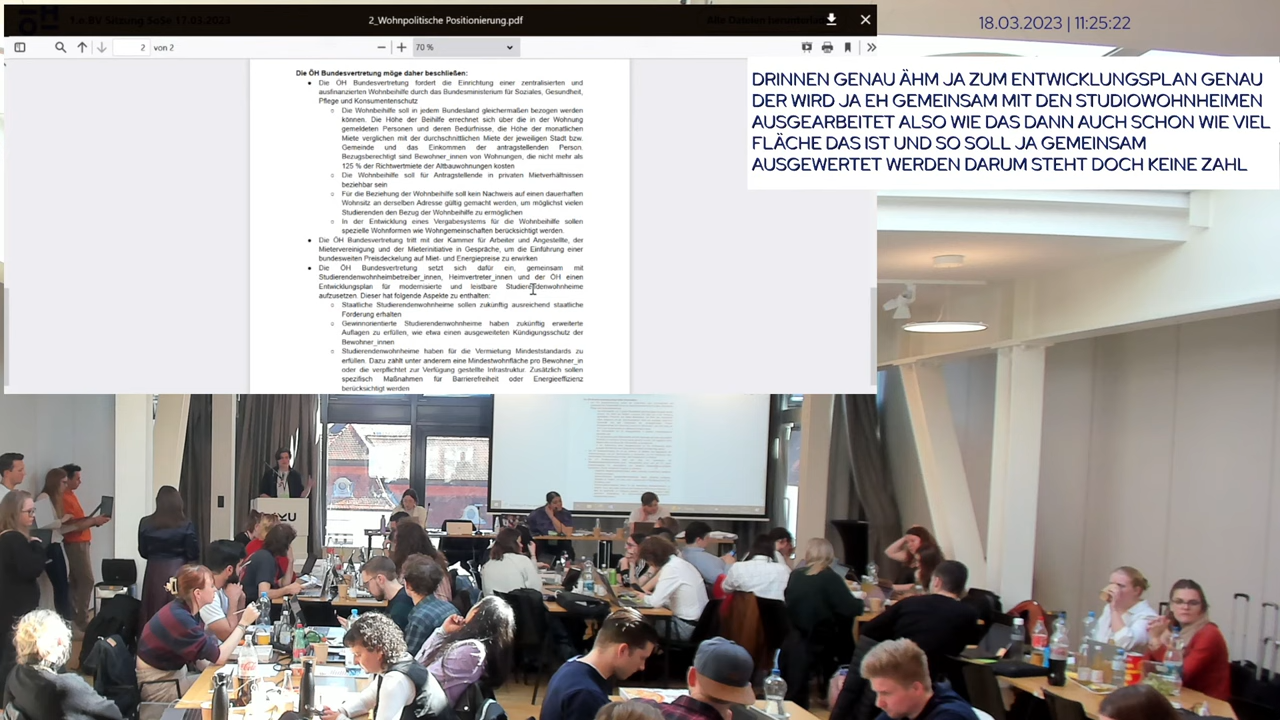 1.o.BV Sitzung SoSe 17.03.2023
2_Wohnpolitische Positionierung.pdf
Alle Dateien herunterladen
18.03.2023 | 11:25:22
2 von 2
70 %
DRINNEN GENAU ÄHM JA ZUM ENTWICKLUNGSPLAN GENAU
DER WIRD JA EH GEMEINSAM MIT DEN STUDIOWOHNHEIMEN
AUSGEARBEITET ALSO WIE DAS DANN AUCH SCHON WIE VIEL
FLÄCHE DAS IST UND SO SOLL JA GEMEINSAM
AUSGEWERTET WERDEN DARUM STEHT DOCH KEINE ZAHL
Die ÖH Bundesvertretung möge daher beschließen:
• Die ÖH Bundesvertretung fordert die Einrichtung einer zentralisierten und
ausfinanzierten Wohnbeihilfe durch das Bundesministerium für Soziales, Gesundheit,
Pflege und Konsumentenschutz
○ Die Wohnbeihilfe soll in jedem Bundesland gleichermaßen bezogen werden
können. Die Höhe der Beihilfe errechnet sich über die in der Wohnung
gemeldeten Personen und deren Bedürfnisse, die Höhe der monatlichen
Miete verglichen mit der durchschnittlichen Miete der jeweiligen Stadt bzw.
Gemeinde und das Einkommen der antragstellenden Person.
Bezugsberechtigt sind Bewohner_innen von Wohnungen, die nicht mehr als
125 % der Richtwertmiete der Altbauwohnungen kosten
○ Die Wohnbeihilfe soll für Antragstellende in privaten Mietverhältnissen
beziehbar sein
○ Für die Beziehung der Wohnbeihilfe soll kein Nachweis auf einen dauerhaften
Wohnsitz an derselben Adresse gültig gemacht werden, um möglichst vielen
Studierenden den Bezug der Wohnbeihilfe zu ermöglichen
○ In der Entwicklung eines Vergabesystems für die Wohnbeihilfe sollen
spezielle Wohnformen wie Wohngemeinschaften berücksichtigt werden.
• Die ÖH Bundesvertretung tritt mit der Kammer für Arbeiter und Angestellte, der
Mietervereinigung und der Mieterinitiative in Gespräche, um die Einführung einer
bundesweiten Preisdeckelung auf Miet- und Energiepreise zu erwirken
• Die ÖH Bundesvertretung setzt sich dafür ein, gemeinsam mit
Studierendenwohnheimbetreiber_innen, Heimvertreter_innen und der ÖH einen
Entwicklungsplan für modernisierte und leistbare Studierendenwohnheime
aufzusetzen. Dieser hat folgende Aspekte zu enthalten:
○ Staatliche Studierendenwohnheime sollen zukünftig ausreichend staatliche
Förderung erhalten
○ Gewinnorientierte Studierendenwohnheime haben zukünftig erweiterte
Auflagen zu erfüllen, wie etwa einen ausgeweiteten Kündigungsschutz der
Bewohner_innen
○ Studierendenwohnheime haben für die Vermietung Mindeststandards zu
erfüllen. Dazu zählt unter anderem eine Mindestwohnfläche pro Bewohner_in
oder die verpflichtet zur Verfügung gestellte Infrastruktur. Zusätzlich sollen
spezifisch Maßnahmen für Barrierefreiheit oder Energieeffizienz
berücksichtigt werden